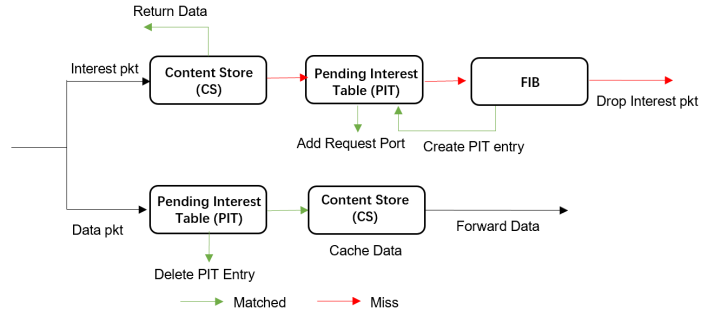 Return Data
Interest pkt
Content Store
(CS)
Pending Interest
Table (PIT)
FIB
Drop Interest pkt
Add Request Port
Create PIT entry
Pending Interest
Table (PIT)
Content Store
(CS)
Data pkt
Forward Data
Cache Data
Delete PIT Entry
Matched
Miss